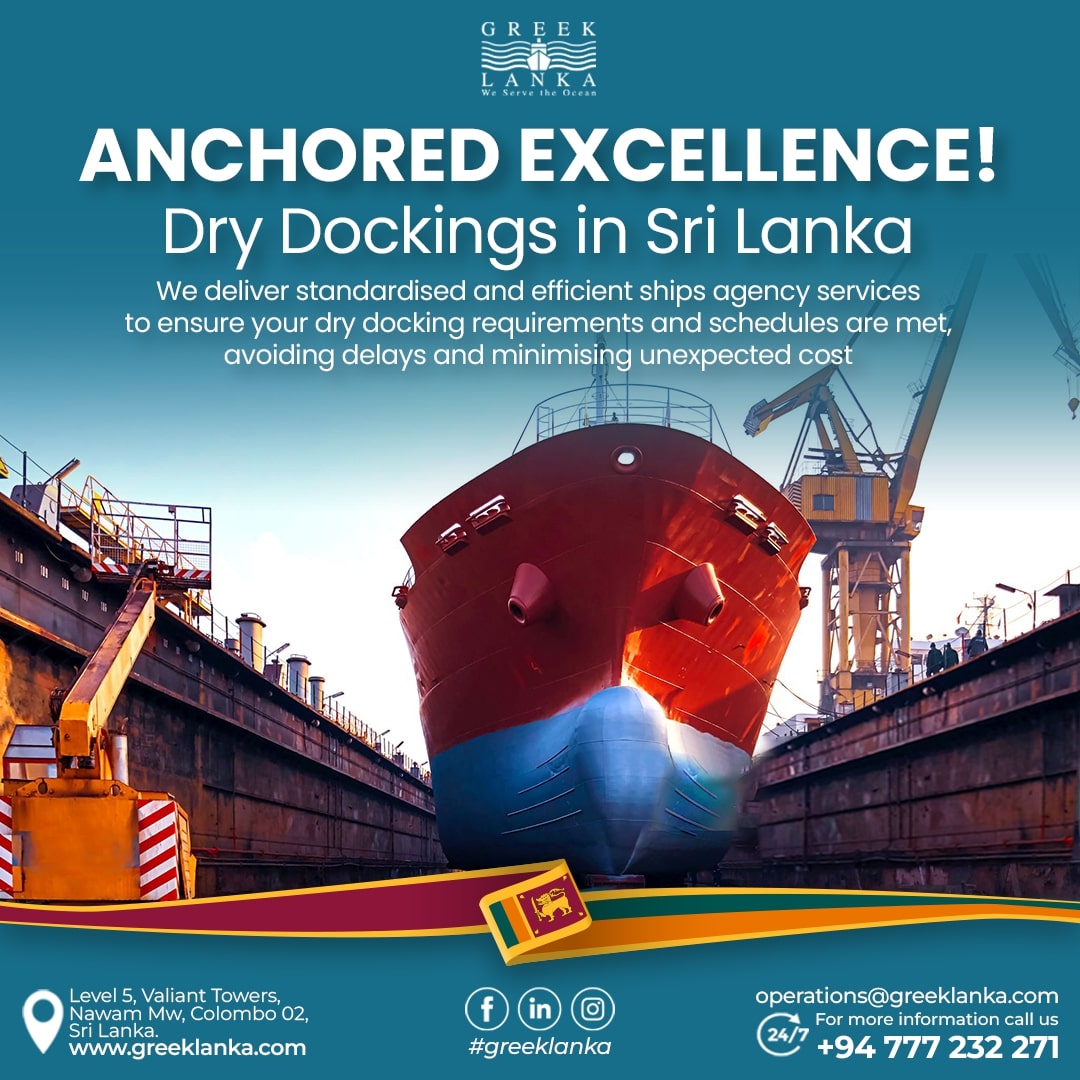 GREEK
LANKA
We Serve the Ocean
ANCHORED EXCELLENCE!
Dry Dockings in Sri Lanka
We deliver standardised and efficient ships agency services
to ensure your dry docking requirements and schedules are met,
avoiding delays and minimising unexpected cost
Level 5, Valiant Towers,
Nawam Mw, Colombo 02,
Sri Lanka.
www.greeklanka.com
#greeklanka
operations@greeklanka.com
24/7
For more information call us
+94 777 232 271